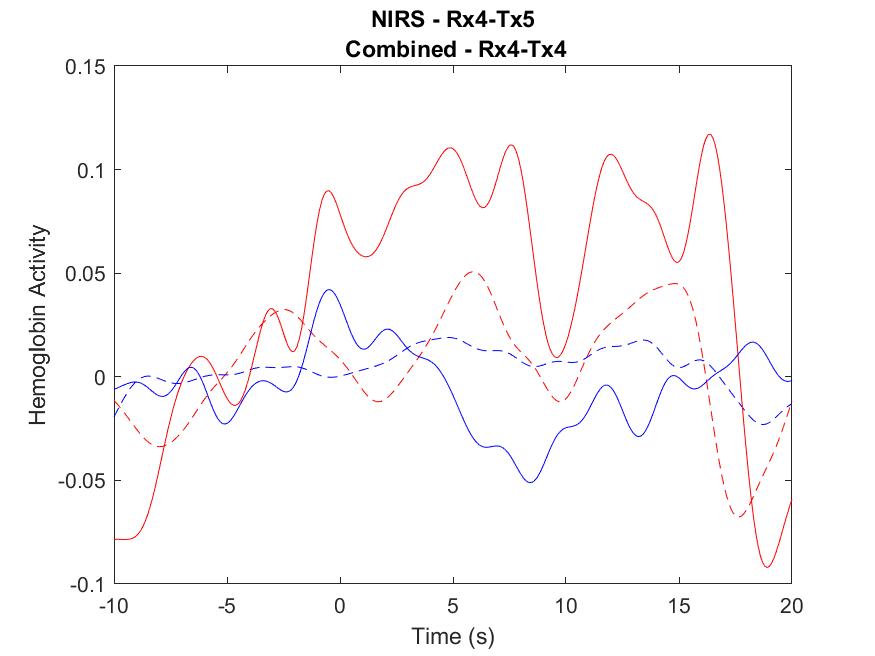 NIRS - Rx4-Tx5
Combined - Rx4-Tx4
0.15
0.1
0.05
0
-0.05
-0.1
Hemoglobin Activity
-10 -5 0 5 10 15 20
Time (s)